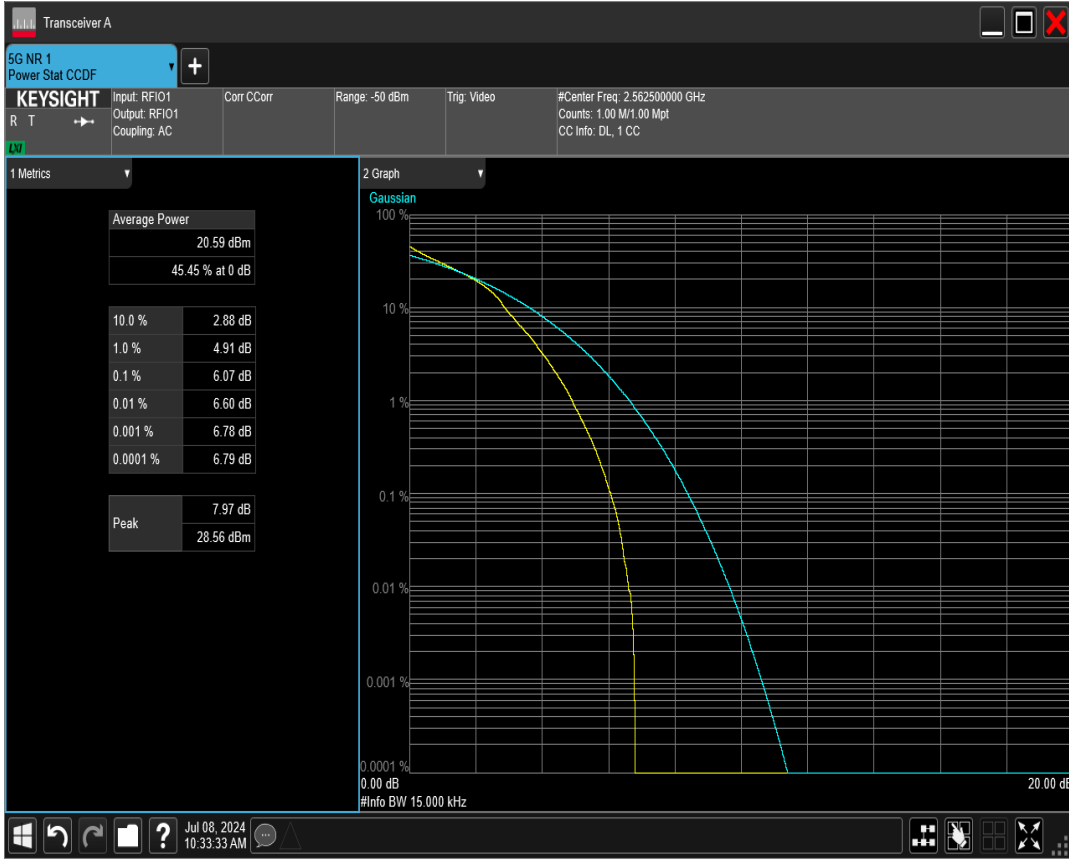 Transceiver A
5G NR 1
Power Stat CCDF
+
KEYSIGHT
R T
LXI
Input: RFIO1
Output: RFIO1
Coupling: AC
Corr CCorr
Range: -50 dBm
Trig: Video
#Center Freq: 2.562500000 GHz
Counts: 1.00 M/1.00 Mpt
CC Info: DL, 1 CC
1 Metrics
Average Power
20.59 dBm
45.45 % at 0 dB
10.0 % 2.88 dB
1.0 % 4.91 dB
0.1 % 6.07 dB
0.01 % 6.60 dB
0.001 % 6.78 dB
0.0001 % 6.79 dB
Peak 7.97 dB
28.56 dBm
2 Graph
Gaussian
100 %
10 %
1 %
0.1 %
0.01 %
0.001 %
0.0001 %
0.00 dB 20.00 dB
#Info BW 15.000 kHz
?
Jul 08, 2024
10:33:33 AM